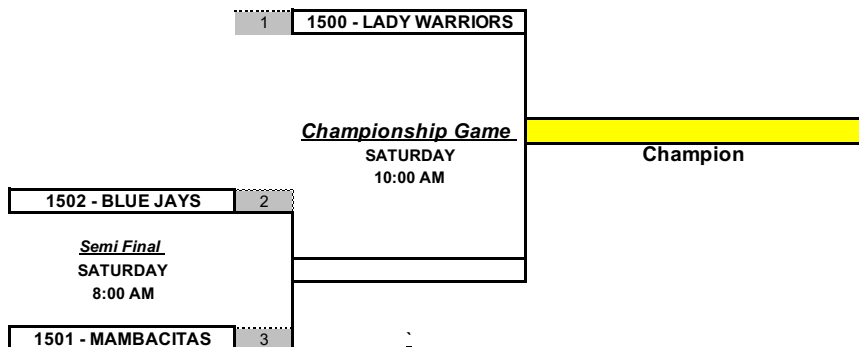 1 1500 - LADY WARRIORS
Championship Game
SATURDAY
10:00 AM
Champion
1502 - BLUE JAYS 2
Semi Final
SATURDAY
8:00 AM
1501 - MAMBACITAS 3
`